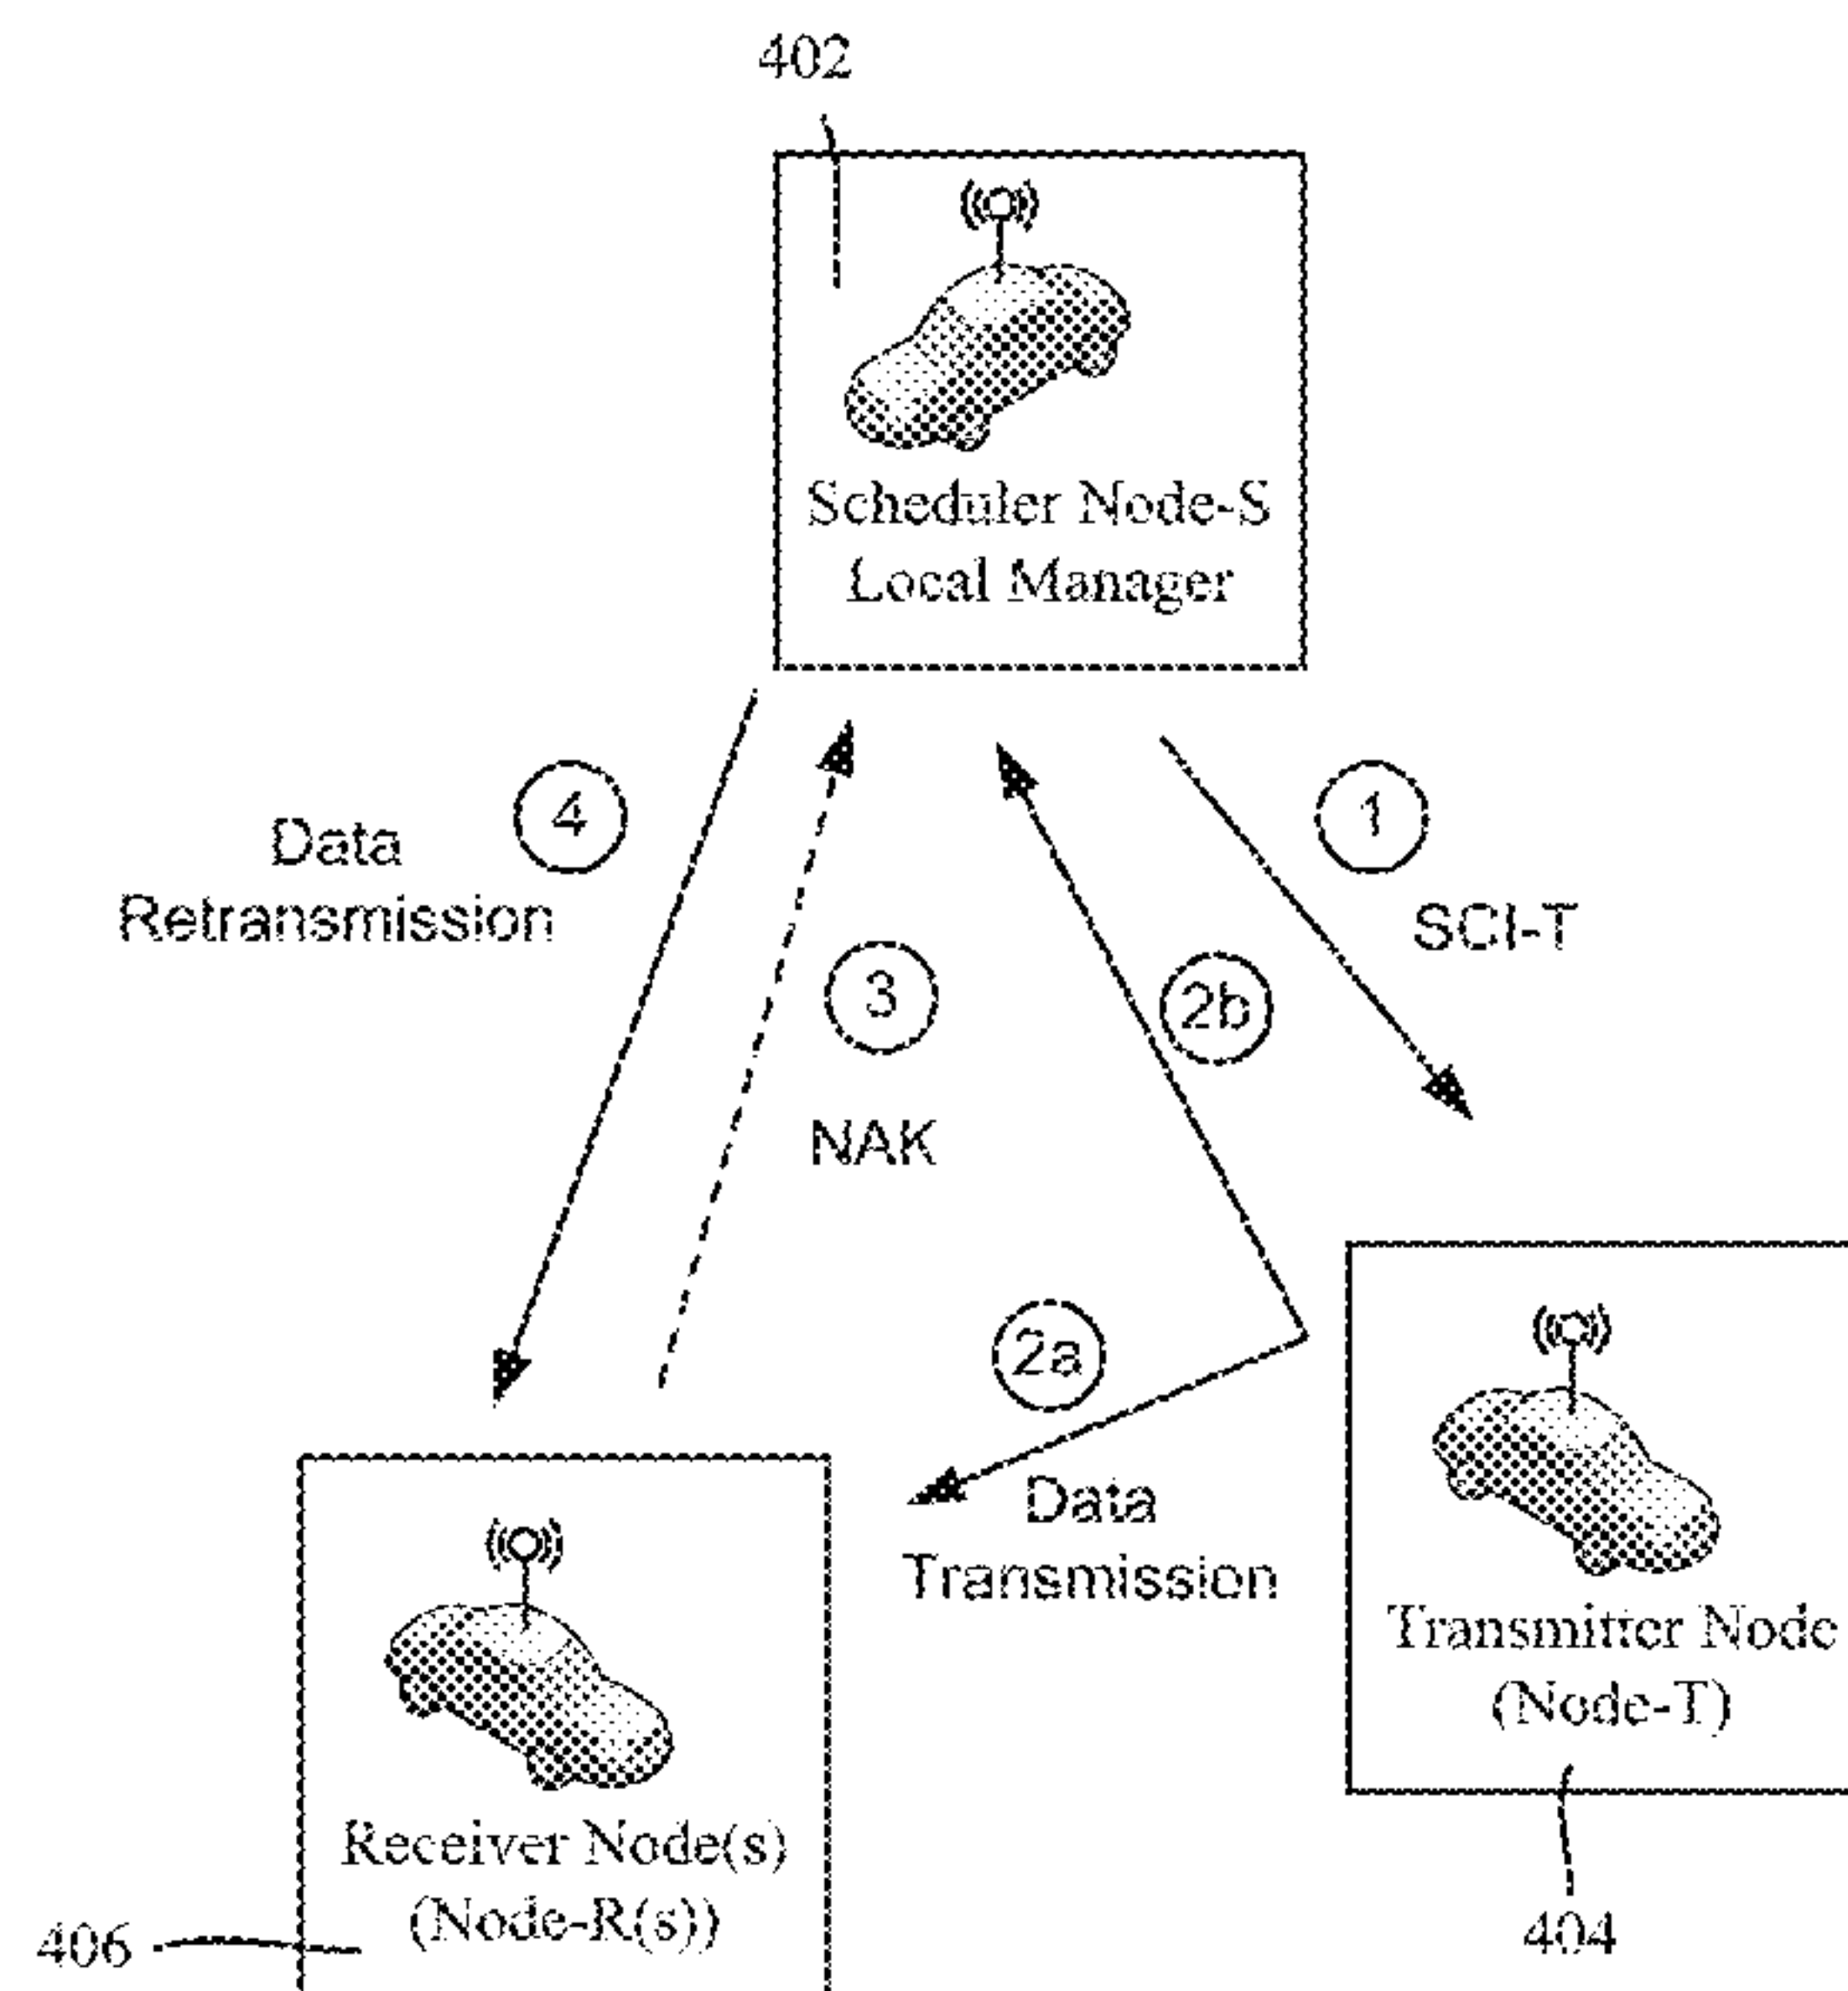 402
Scheduler Node-S
Local Manager
4
1
Data
Retransmission
SCI-T
3
2b
NAK
2a
Data
Transmission
Transmitter Node
(Node-T)
Receiver Node(s)
(Node-R(s))
406
404